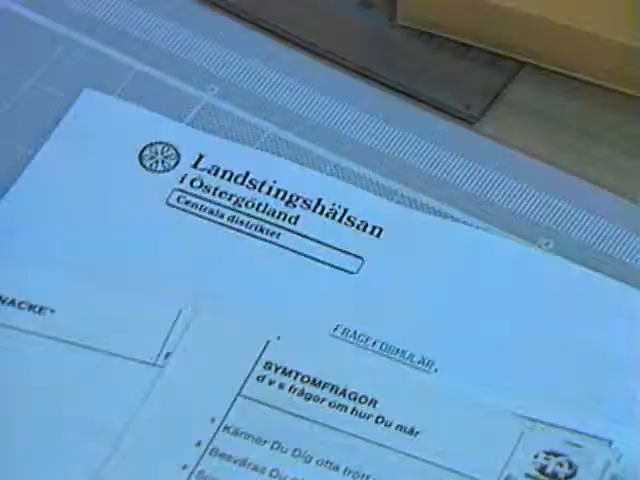 Landstingshälsan
i Östergötland
Centrala distriktet
NACKE"
FRÅGEFORMULÄR.
SYMTOMFRÅGOR
d v s frågor om hur Du mår
Känner Du Dig ofta trött
Besväras Du